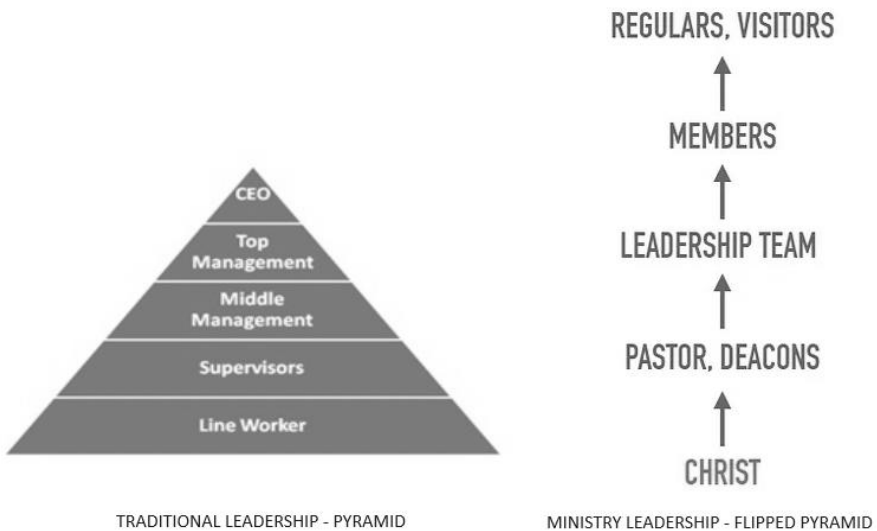 CEO
Top
Management
Middle
Management
Supervisors
Line Worker
TRADITIONAL LEADERSHIP - PYRAMID
REGULARS, VISITORS
MEMBERS
LEADERSHIP TEAM
PASTOR, DEACONS
CHRIST
MINISTRY LEADERSHIP - FLIPPED PYRAMID